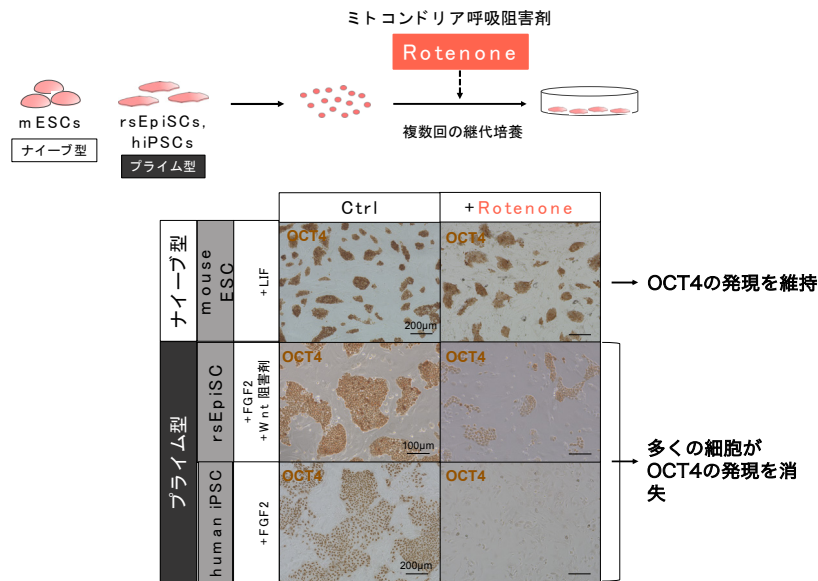 ミトコンドリア呼吸阻害剤
Rotenone
mESCs
ナイーブ型
rsEpiSCs,
hiPSCs
プライム型
複数回の継代培養
Ctrl
+Rotenone
ナイーブ型
mouse
ESC
+LIF
OCT4
200μm
OCT4
OCT4の発現を維持
プライム型
rsEpiSC
+FGF2
+Wnt 阻害剤
OCT4
100μm
OCT4
human iPSC
+FGF2
OCT4
200μm
OCT4
多くの細胞が
OCT4の発現を消
失